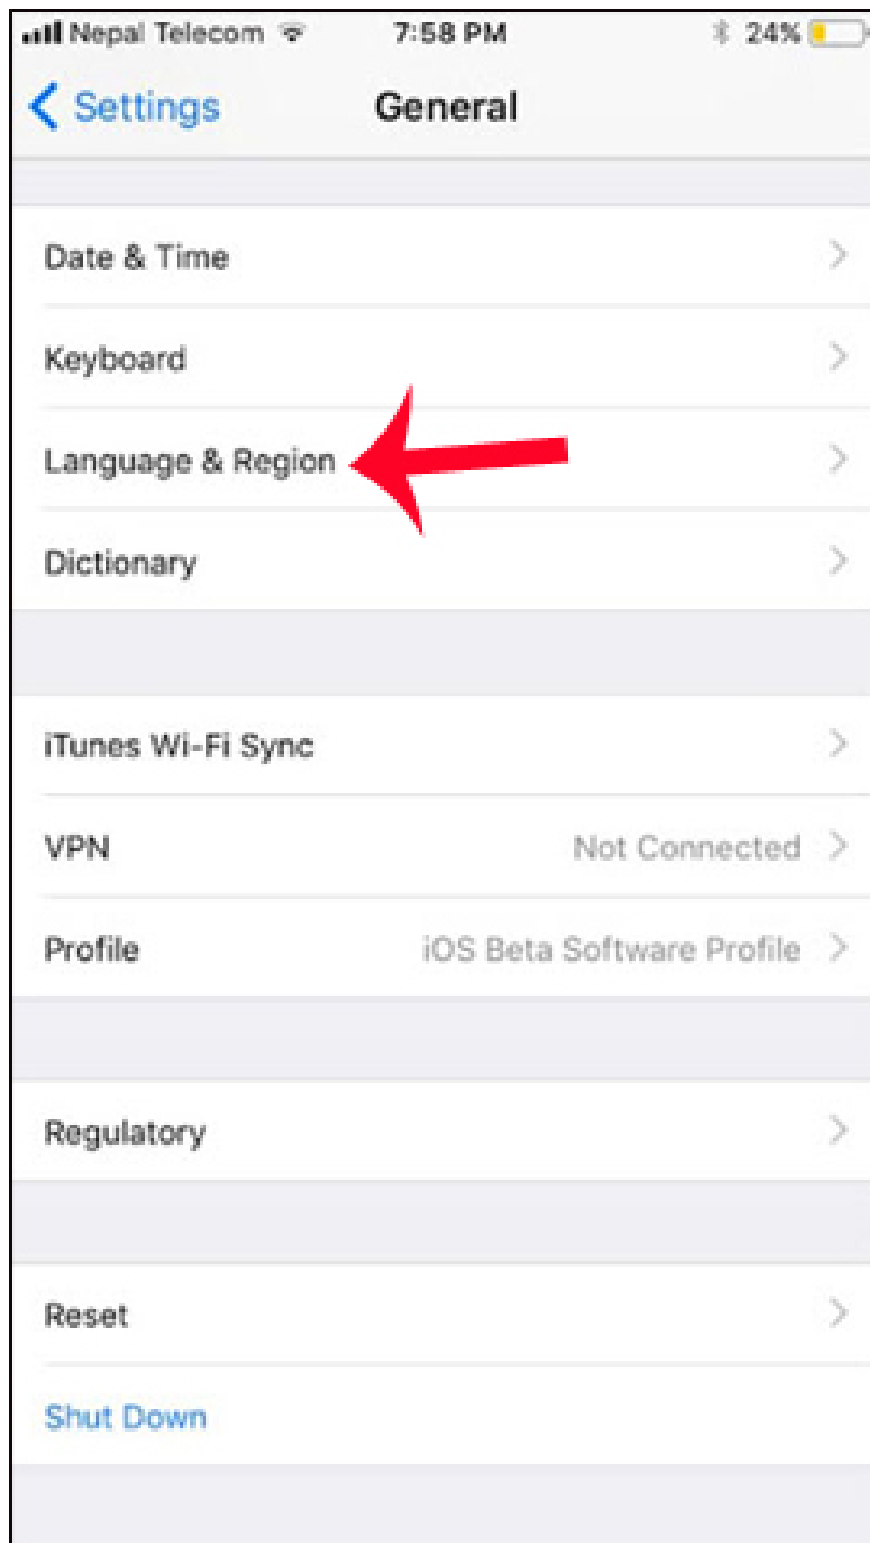 Nepal Telecom 7:58 PM 24%
Settings General
Date & Time
Keyboard
Language & Region
Dictionary
iTunes Wi-Fi Sync
VPN Not Connected
Profile iOS Beta Software Profile
Regulatory
Reset
Shut Down